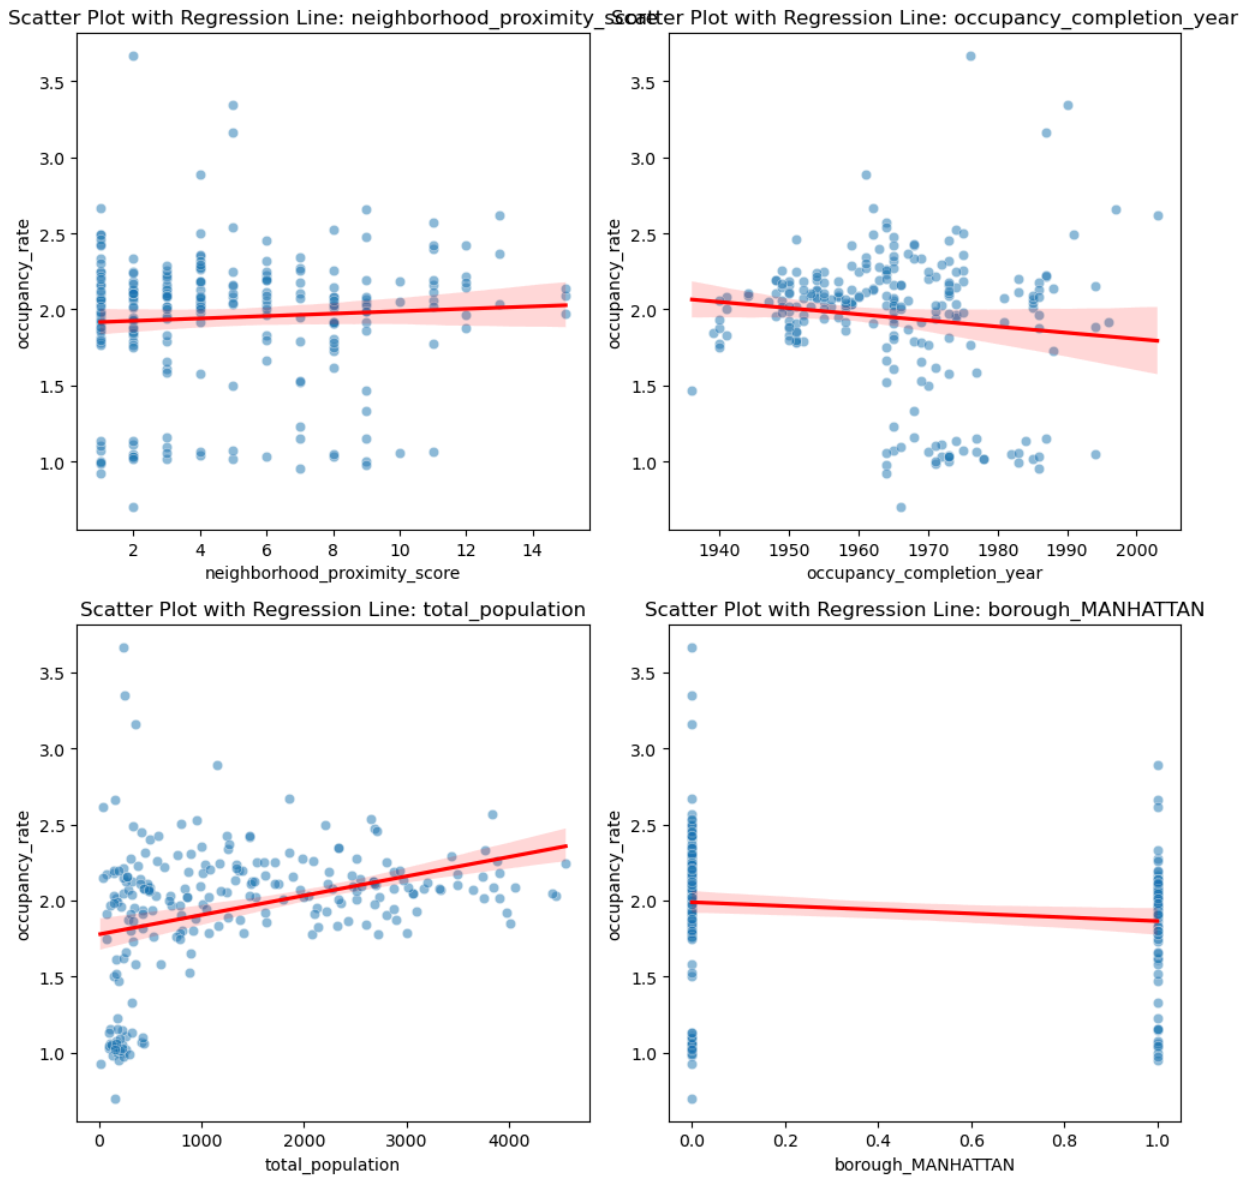 Scatter Plot with Regression Line: neighborhood_proximity_score
Scatter Plot with Regression Line: occupancy_completion_year
3.5
3.0
2.5
2.0
1.5
1.0
occupancy_rate
2 4 6 8 10 12 14
neighborhood_proximity_score
3.5
3.0
2.5
2.0
1.5
1.0
occupancy_rate
1940 1950 1960 1970 1980 1990 2000
occupancy_completion_year
Scatter Plot with Regression Line: total_population
Scatter Plot with Regression Line: borough_MANHATTAN
3.5
3.0
2.5
2.0
1.5
1.0
occupancy_rate
0 1000 2000 3000 4000
total_population
3.5
3.0
2.5
2.0
1.5
1.0
occupancy_rate
0.0 0.2 0.4 0.6 0.8 1.0
borough_MANHATTAN